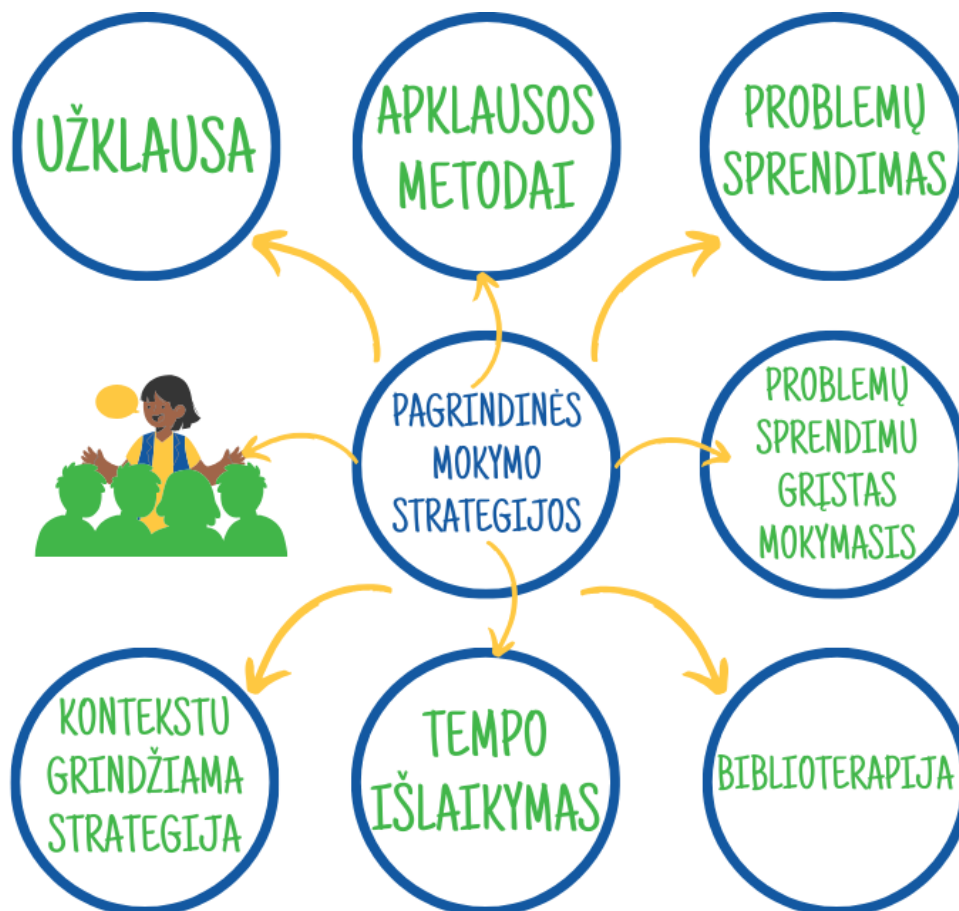 UŽKLAUSA
APKLAUSOS
METODAI
PROBLEMŲ
SPRENDIMAS
PAGRINDINĖS
MOKYMO
STRATEGIJOS
PROBLEMŲ
SPRENDIMU
GRĮSTAS
MOKYMASIS
KONTEKSTU
GRINDŽIAMA
STRATEGIJA
TEMPO
IŠLAIKYMAS
BIBLIOTERAPIJA